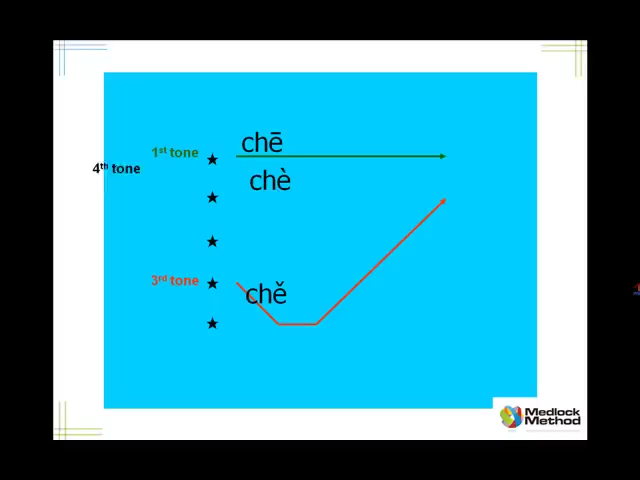 chē
1st tone
4th tone
chè
3rd tone
chě
Medlock
Method